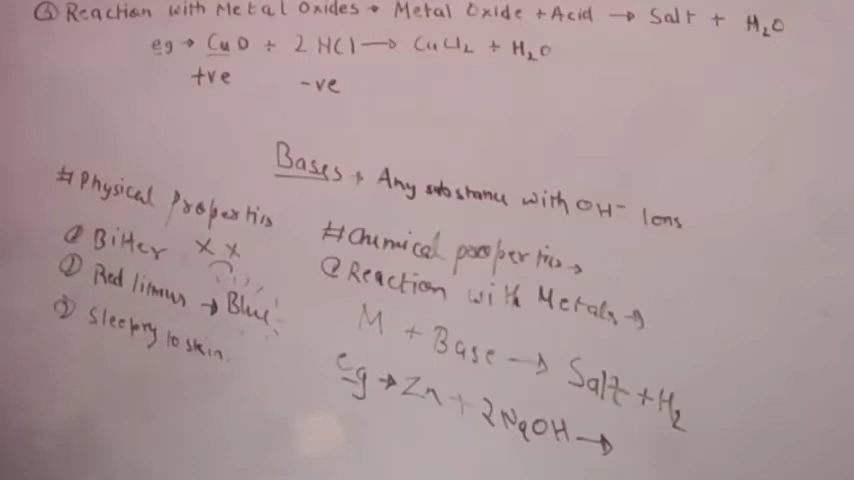 ③ Reaction with Metal Oxides → Metal Oxide + Acid → Salt + H₂O
eg → CuO + 2 HCl → CuCl₂ + H₂O
+ve -ve
Bases → Any substance with OH⁻ Ions
# Physical Properties
① Bitter X X
② Red litmus → Blue
③ Sleepry to skin.
# Chumical properties →
① Reaction with Metals →
M + Base → Salt + H₂
eg → Zn + 2NaOH →